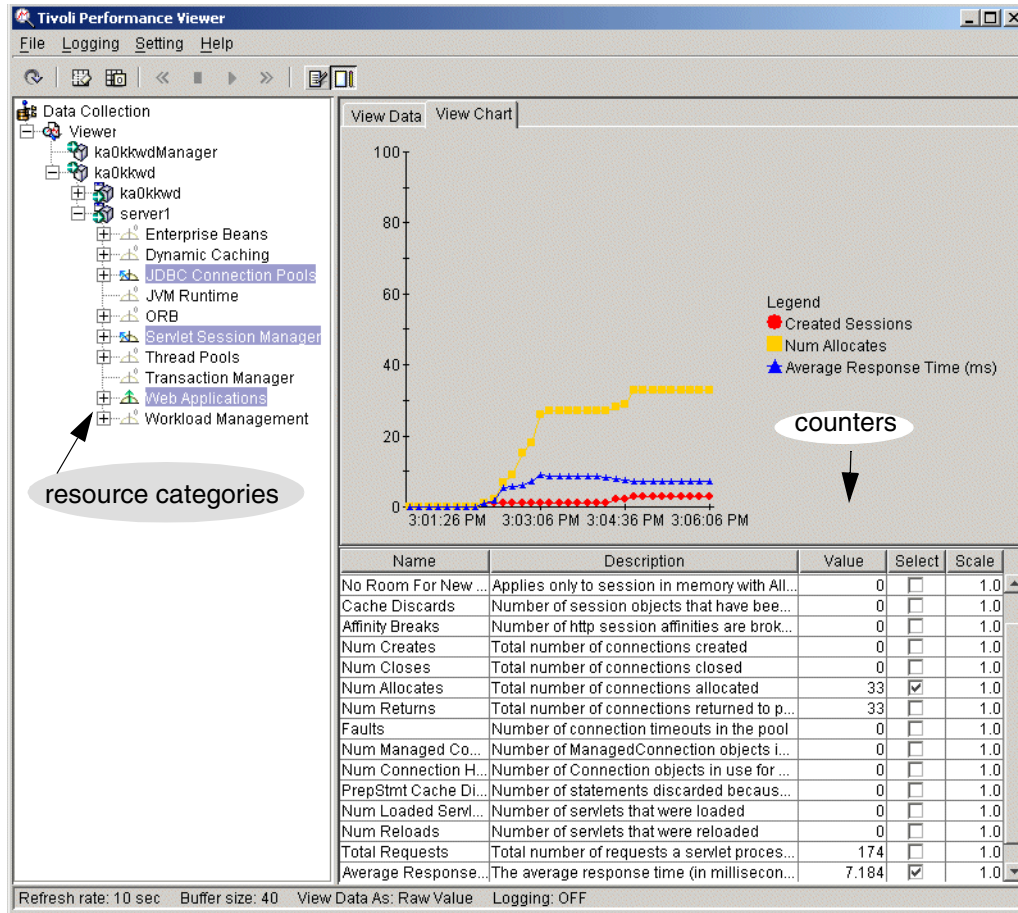 Tivoli Performance Viewer
File Logging Setting Help
Data Collection
Viewer
ka0kkwdManager
ka0kkwd
ka0kkwd
server1
Enterprise Beans
Dynamic Caching
JDBC Connection Pools
JVM Runtime
ORB
Servlet Session Manager
Thread Pools
Transaction Manager
Web Applications
Workload Management
resource categories
View Data View Chart
100
80
60
40
20
0
3:01:26 PM 3:03:06 PM 3:04:36 PM 3:06:06 PM
Legend
Created Sessions
Num Allocates
Average Response Time (ms)
counters
Name Description Value Select Scale
No Room For New ... Applies only to session in memory with All... 0 1.0
Cache Discards Number of session objects that have bee... 0 1.0
Affinity Breaks Number of http session affinities are brok... 0 1.0
Num Creates Total number of connections created 0 1.0
Num Closes Total number of connections closed 0 1.0
Num Allocates Total number of connections allocated 33 1.0
Num Returns Total number of connections returned to p... 33 1.0
Faults Number of connection timeouts in the pool 0 1.0
Num Managed Co... Number of ManagedConnection objects i... 0 1.0
Num Connection H... Number of Connection objects in use for ... 0 1.0
PrepStmt Cache Di... Number of statements discarded becaus... 0 1.0
Num Loaded Servl... Number of servlets that were loaded 0 1.0
Num Reloads Number of servlets that were reloaded 0 1.0
Total Requests Total number of requests a servlet proces... 174 1.0
Average Response... The average response time (in millisecon... 7.184 1.0
Refresh rate: 10 sec Buffer size: 40 View Data As: Raw Value Logging: OFF